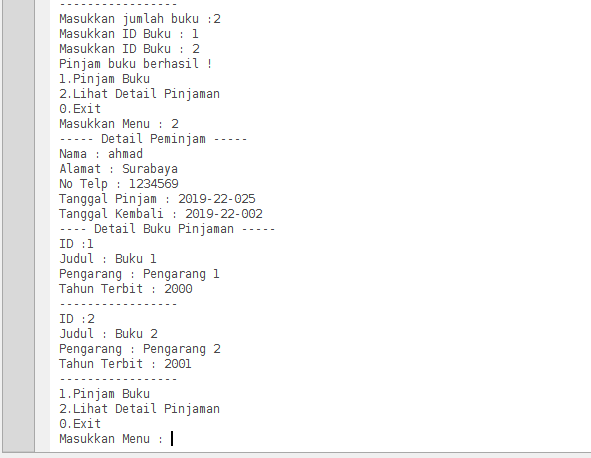 -----------------
Masukkan jumlah buku :2
Masukkan ID Buku : 1
Masukkan ID Buku : 2
Pinjam buku berhasil !
1.Pinjam Buku
2.Lihat Detail Pinjaman
0.Exit
Masukkan Menu : 2
----- Detail Peminjam -----
Nama : ahmad
Alamat : Surabaya
No Telp : 1234569
Tanggal Pinjam : 2019-22-025
Tanggal Kembali : 2019-22-002
---- Detail Buku Pinjaman -----
ID :1
Judul : Buku 1
Pengarang : Pengarang 1
Tahun Terbit : 2000
-----------------
ID :2
Judul : Buku 2
Pengarang : Pengarang 2
Tahun Terbit : 2001
-----------------
1.Pinjam Buku
2.Lihat Detail Pinjaman
0.Exit
Masukkan Menu :